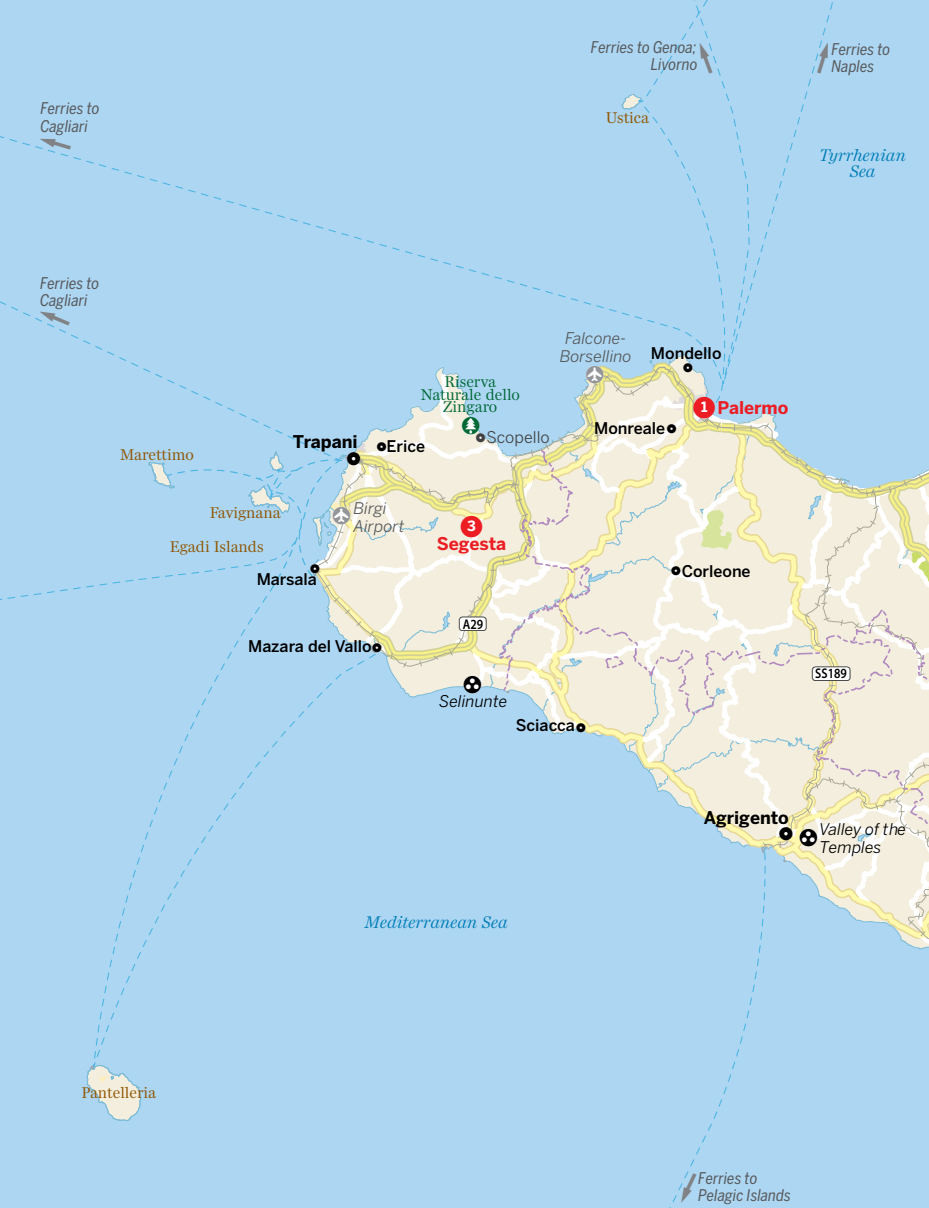 Ferries to Genoa;
Livorno
Ferries to
Naples
Ustica
Ferries to
Cagliari
Tyrrhenian
Sea
Ferries to
Cagliari
Falcone-
Borsellino
Mondello
Riserva
Naturale dello
Zingaro
1 Palermo
Monreale
Scopello
Trapani
Erice
Marettimo
Favignana
Birgi
Airport
3
Segesta
Egadi Islands
Marsala
Corleone
A29
Mazara del Vallo
SS189
Selinunte
Sciacca
Agrigento
Valley of the
Temples
Mediterranean Sea
Pantelleria
Ferries to
Pelagic Islands